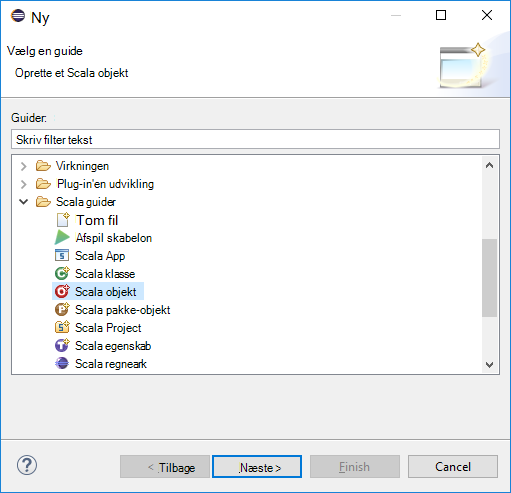 Ny
Vælg en guide
Oprette et Scala objekt
Guider:
Skriv filter tekst
Virkningen
Plug-in'en udvikling
Scala guider
Tom fil
Afspil skabelon
Scala App
Scala klasse
Scala objekt
Scala pakke-objekt
Scala Project
Scala egenskab
Scala regneark
< Tilbage
Næste >
Finish
Cancel